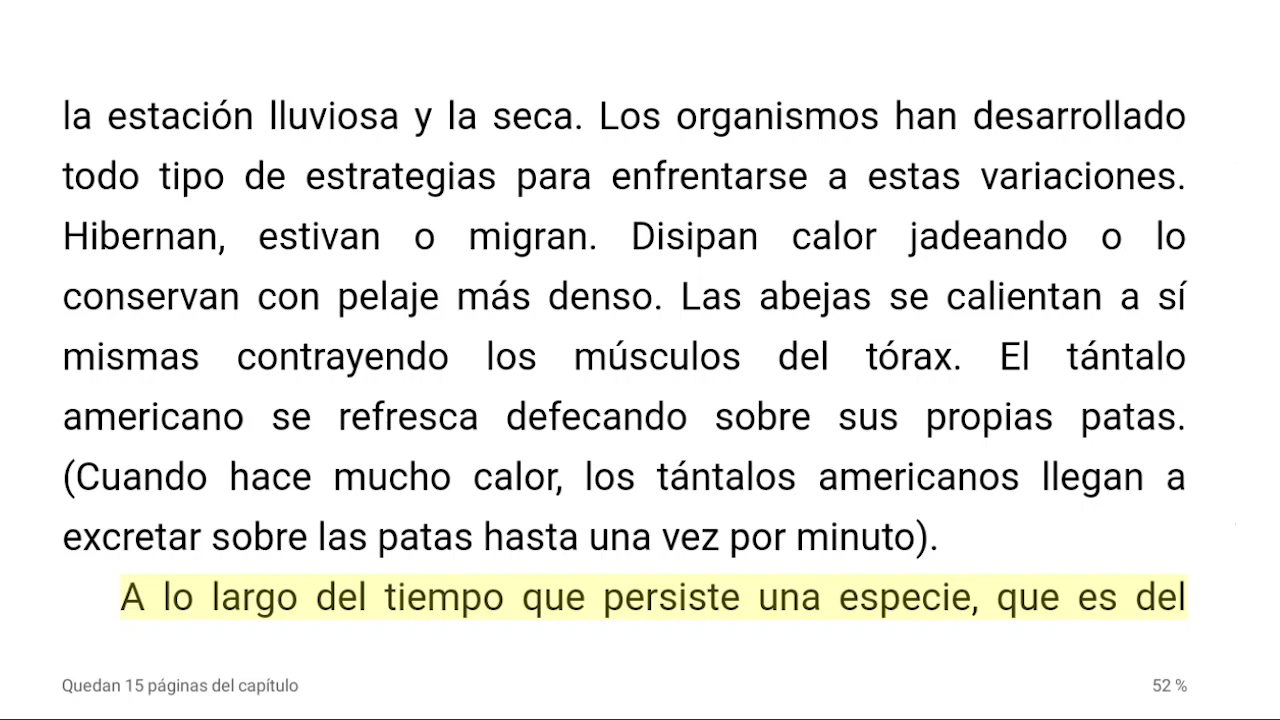 la estación lluviosa y la seca. Los organismos han desarrollado
todo tipo de estrategias para enfrentarse a estas variaciones.
Hibernan, estivan o migran. Disipan calor jadeando o lo
conservan con pelaje más denso. Las abejas se calientan a sí
mismas contrayendo los músculos del tórax. El tántalo
americano se refresca defecando sobre sus propias patas.
(Cuando hace mucho calor, los tántalos americanos llegan a
excretar sobre las patas hasta una vez por minuto).
A lo largo del tiempo que persiste una especie, que es del
Quedan 15 páginas del capítulo
52 %